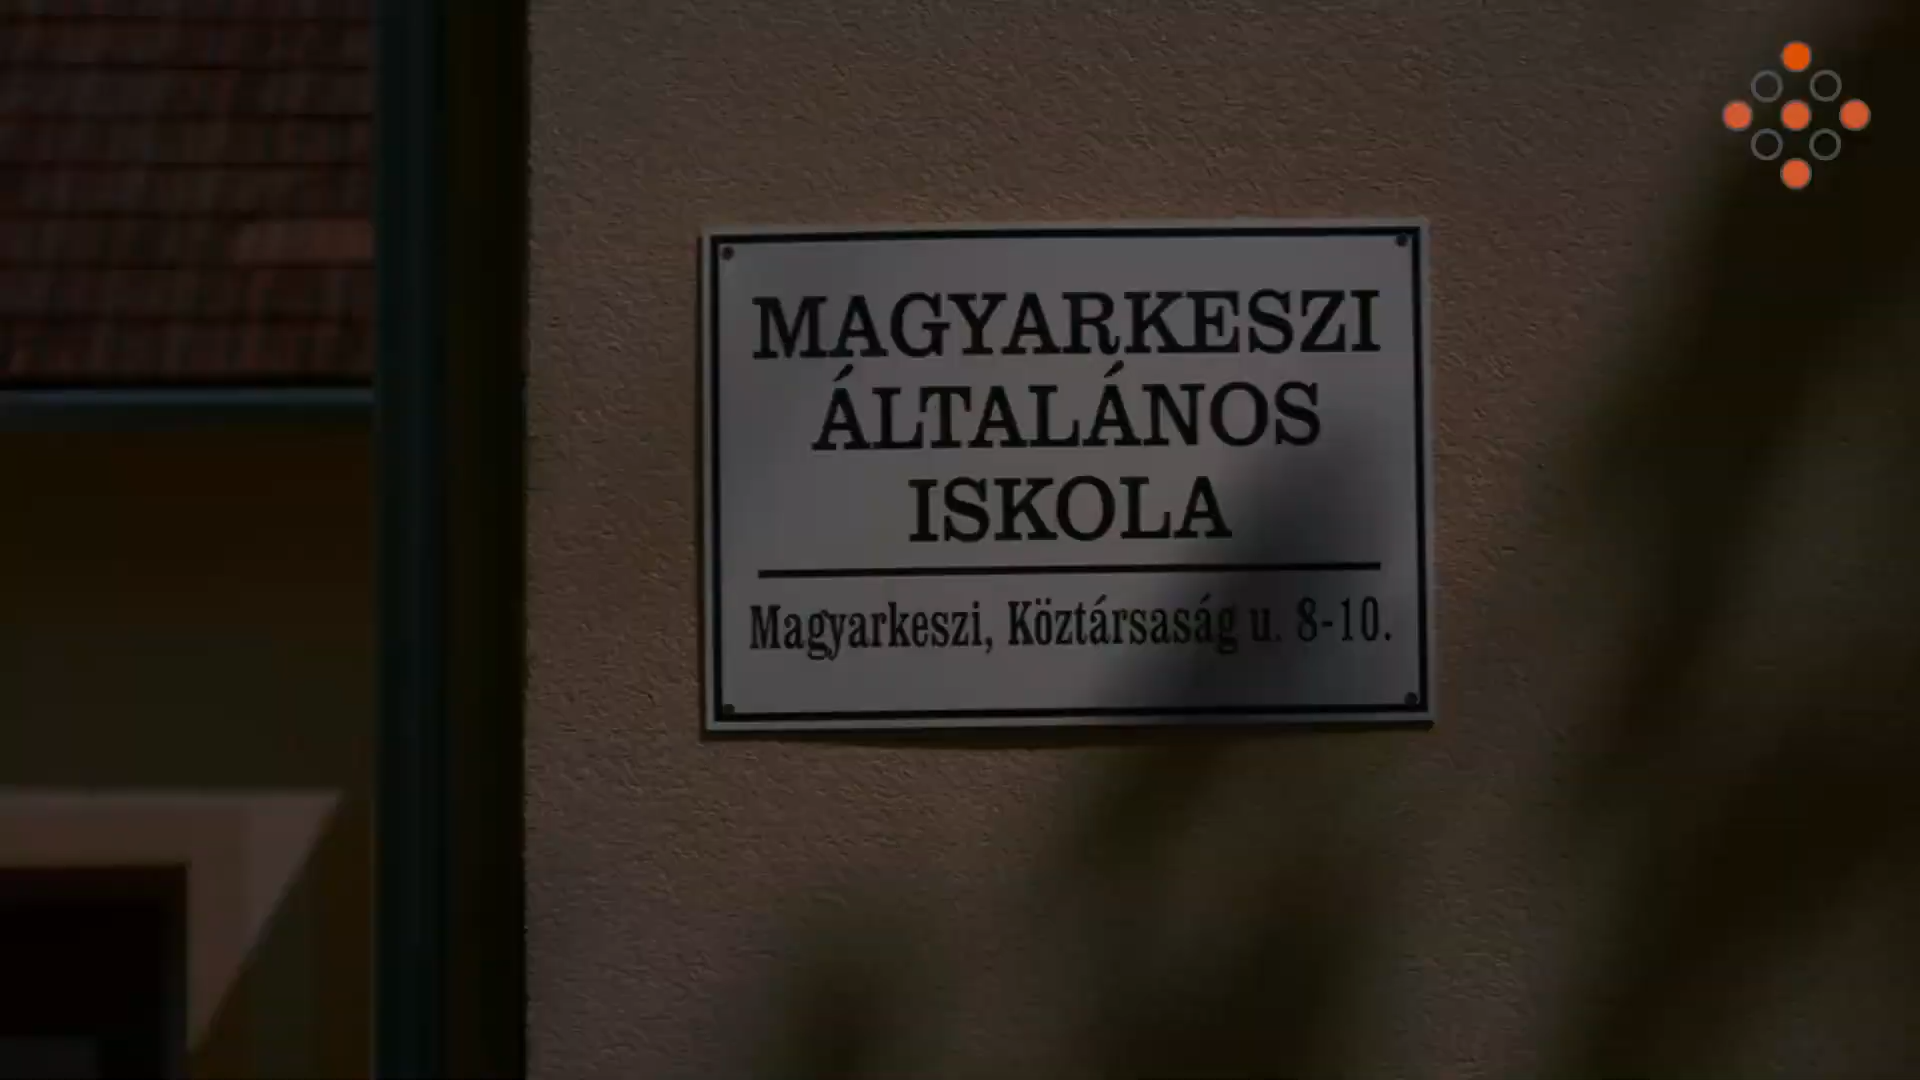 MAGYARKESZI
ÁLTALÁNOS
ISKOLA
Magyarkeszi, Köztársaság u. 8-10.